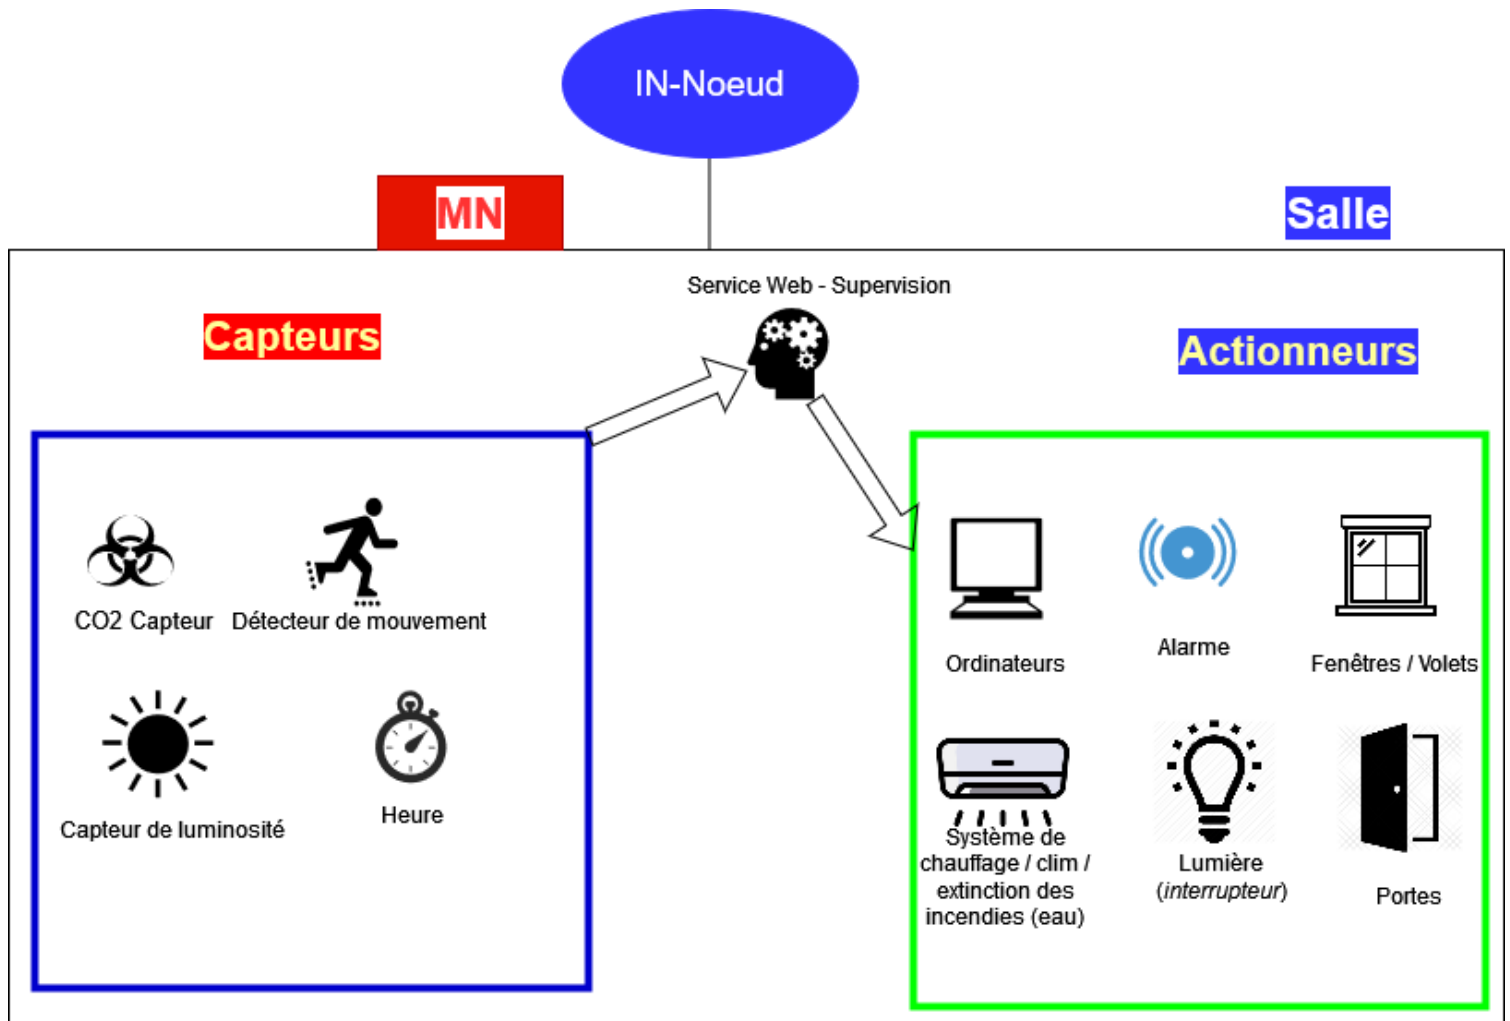 IN-Noeud
MN
Salle
Service Web - Supervision
Capteurs
Actionneurs
CO2 Capteur
Détecteur de mouvement
Capteur de luminosité
Heure
Ordinateurs
Alarme
Fenêtres / Volets
Système de
chauffage / clim /
extinction des
incendies (eau)
Lumière
(interrupteur)
Portes